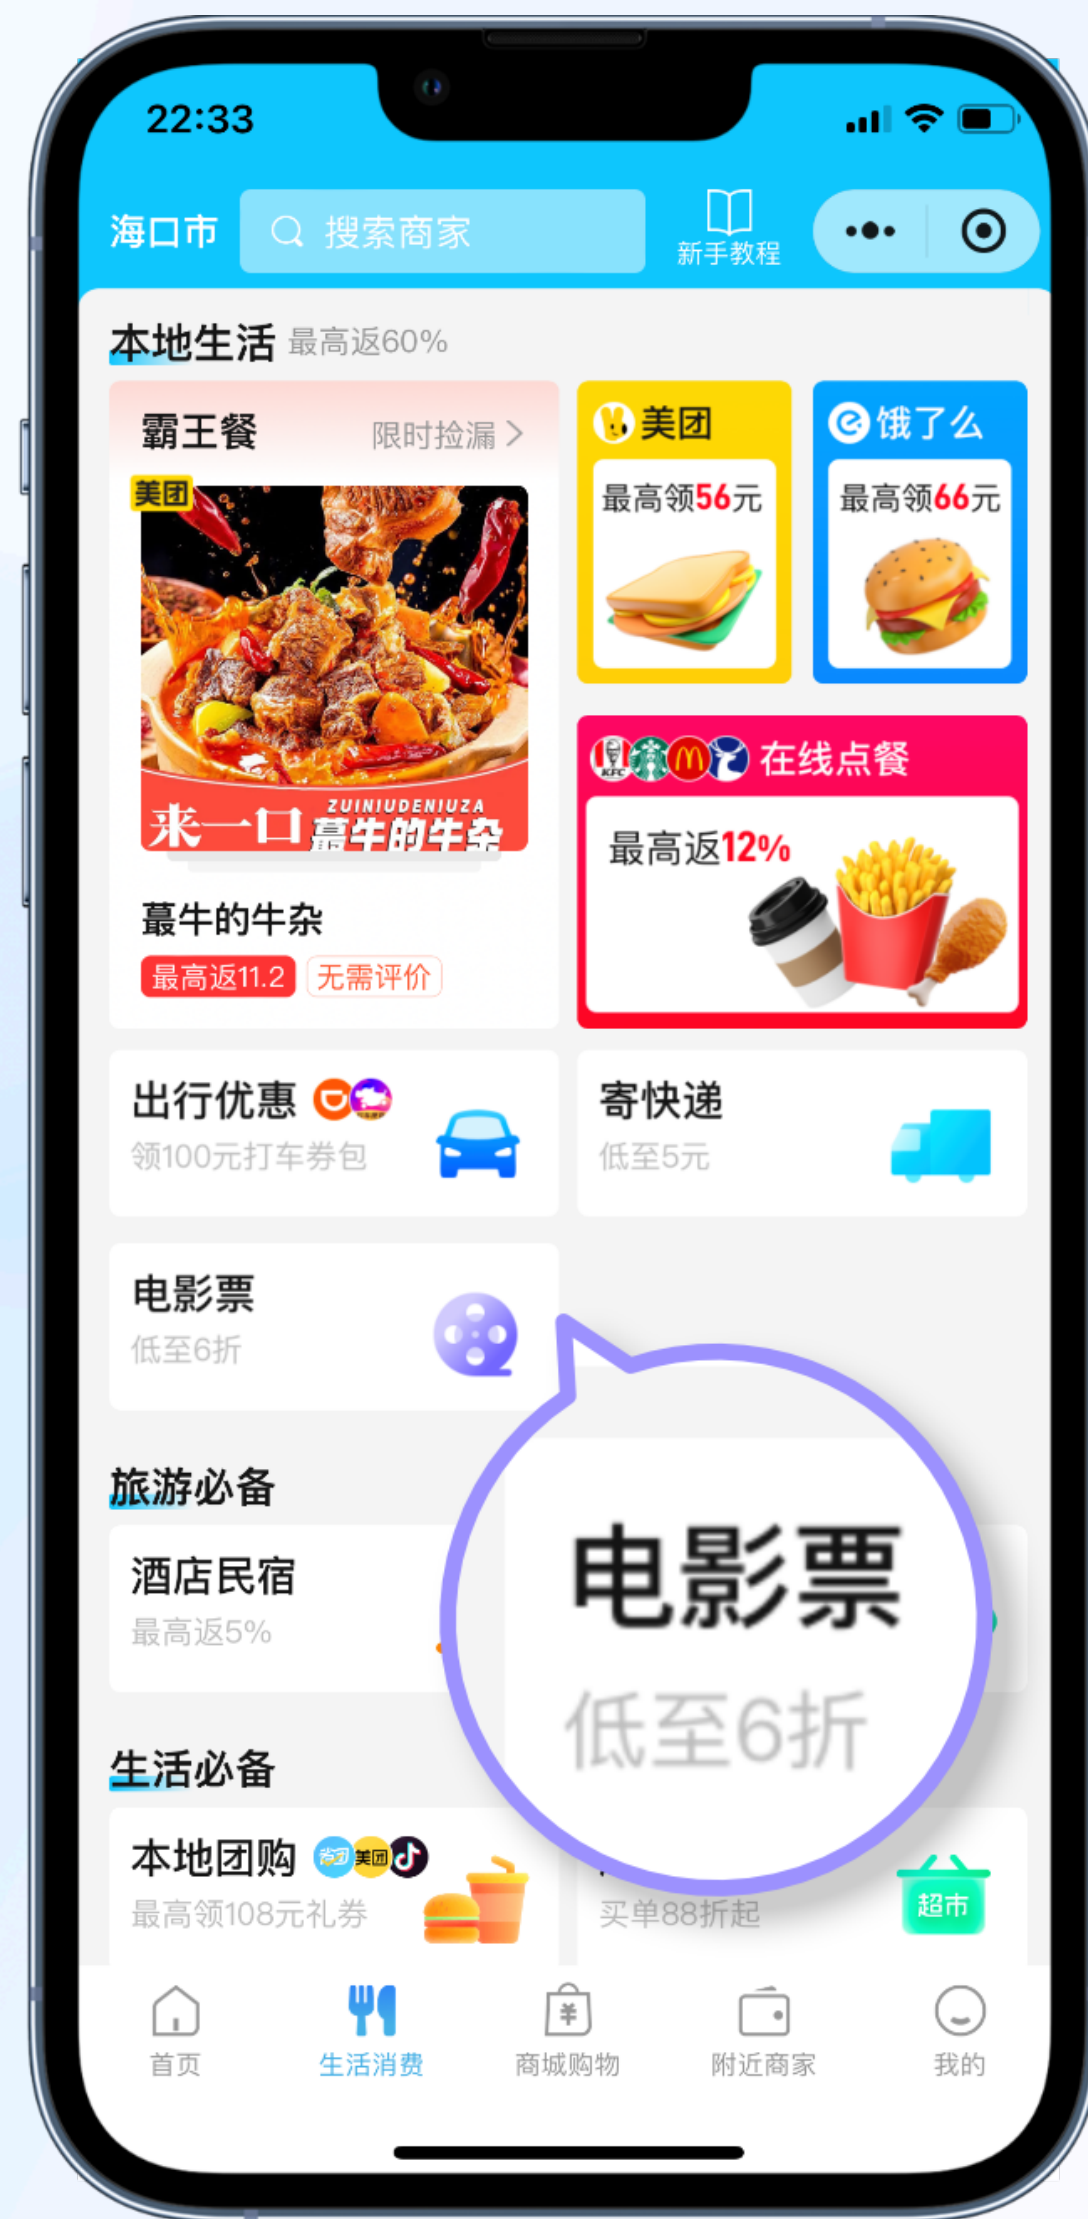 22:33
海口市
搜索商家
新手教程
本地生活 最高返60%
霸王餐 限时捡漏
美团
来一口
ZUINIUDENIUZA
蕞牛的牛杂
蕞牛的牛杂
最高返11.2 无需评价
美团
最高领56元
饿了么
最高领66元
KFC
在线点餐
最高返12%
出行优惠
领100元打车券包
寄快递
低至5元
电影票
低至6折
电影票
低至6折
旅游必备
酒店民宿
最高返5%
生活必备
本地团购 美团
最高领108元礼券
买单88折起
超市
首页
生活消费
商城购物
附近商家
我的